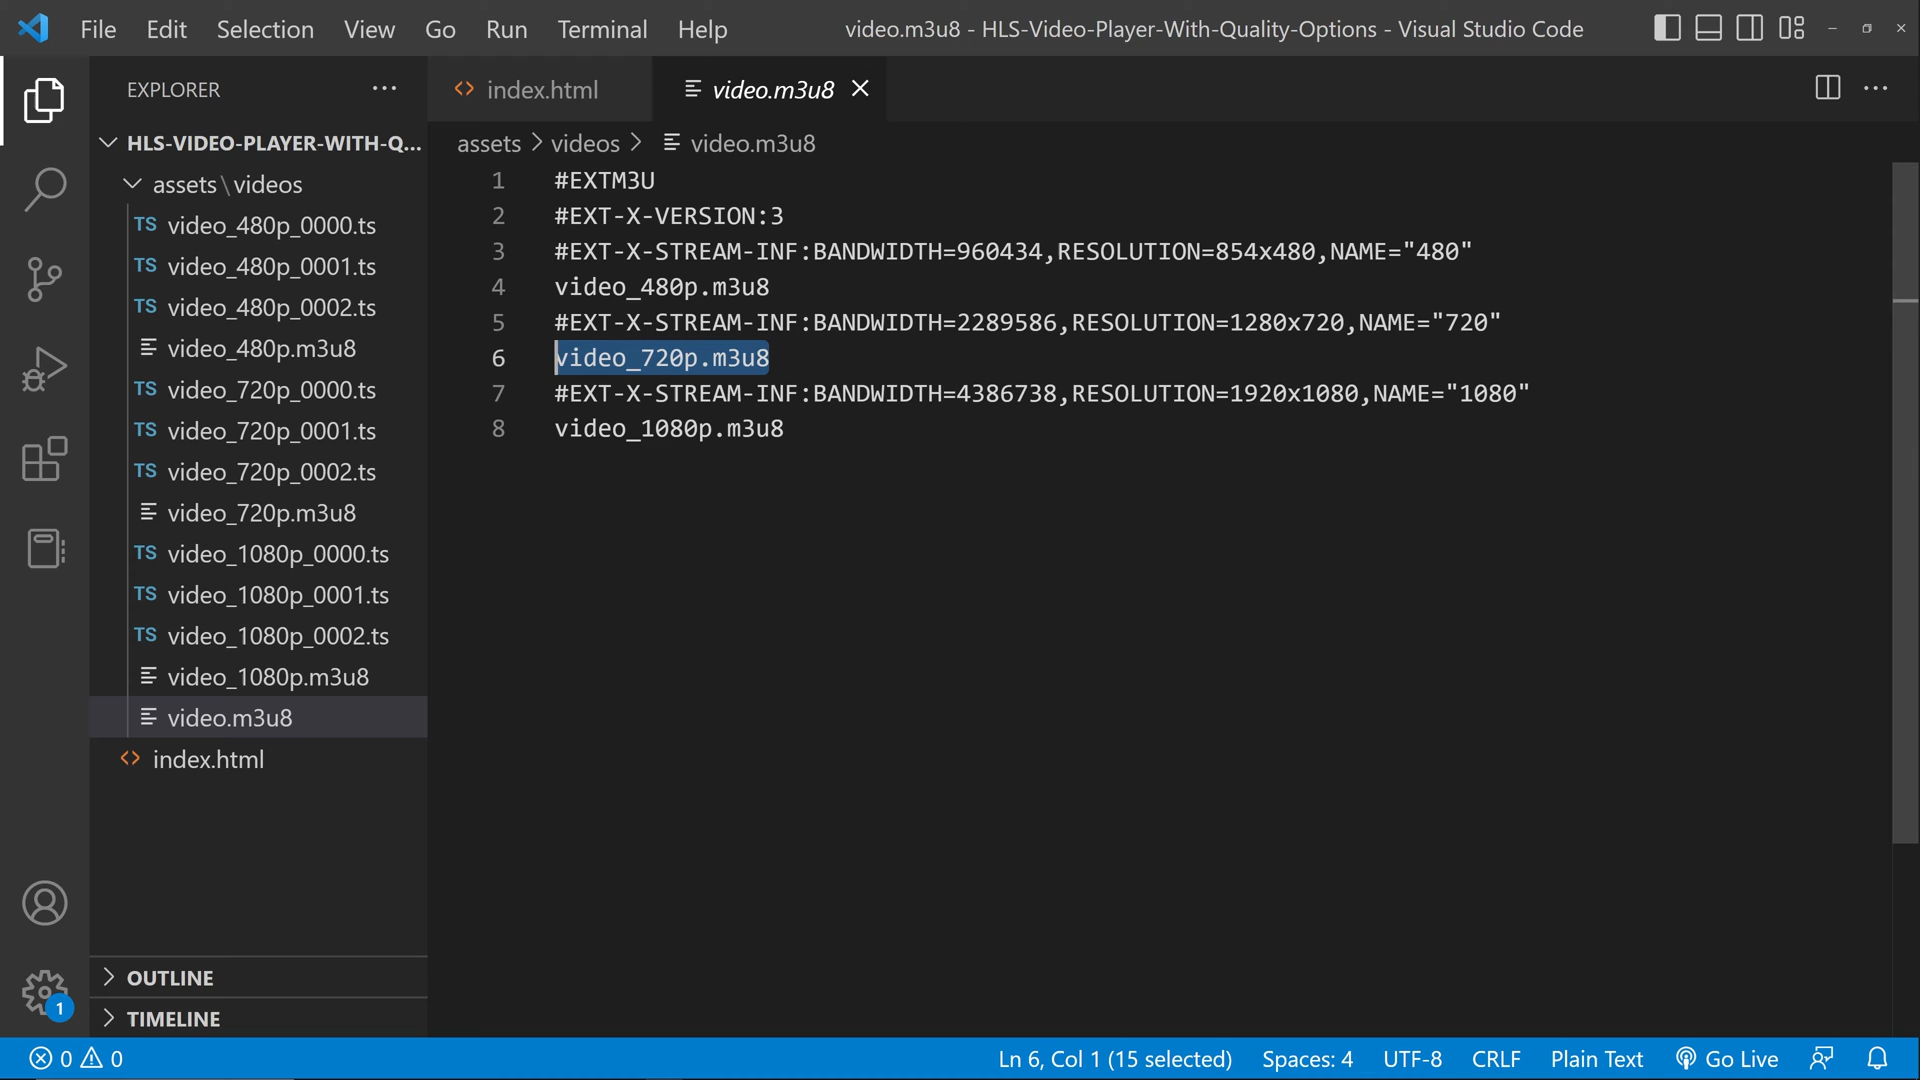 File Edit Selection View Go Run Terminal Help
video.m3u8 - HLS-Video-Player-With-Quality-Options - Visual Studio Code
EXPLORER
HLS-VIDEO-PLAYER-WITH-Q...
assets\videos
TS video_480p_0000.ts
TS video_480p_0001.ts
TS video_480p_0002.ts
video_480p.m3u8
TS video_720p_0000.ts
TS video_720p_0001.ts
TS video_720p_0002.ts
video_720p.m3u8
TS video_1080p_0000.ts
TS video_1080p_0001.ts
TS video_1080p_0002.ts
video_1080p.m3u8
video.m3u8
index.html
OUTLINE
TIMELINE
1
index.html
video.m3u8
assets > videos > video.m3u8
1 #EXTM3U
2 #EXT-X-VERSION:3
3 #EXT-X-STREAM-INF:BANDWIDTH=960434,RESOLUTION=854x480,NAME="480"
4 video_480p.m3u8
5 #EXT-X-STREAM-INF:BANDWIDTH=2289586,RESOLUTION=1280x720,NAME="720"
6 video_720p.m3u8
7 #EXT-X-STREAM-INF:BANDWIDTH=4386738,RESOLUTION=1920x1080,NAME="1080"
8 video_1080p.m3u8
0 0
Ln 6, Col 1 (15 selected) Spaces: 4 UTF-8 CRLF Plain Text Go Live